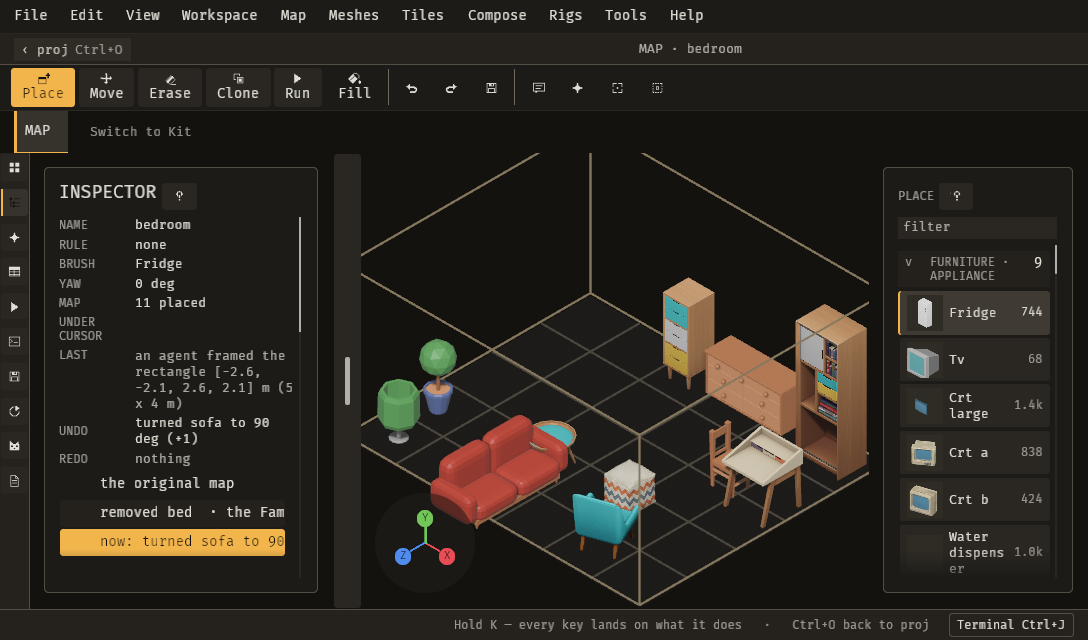 File Edit View Workspace Map Meshes Tiles Compose Rigs Tools Help
‹ proj Ctrl+O
MAP · bedroom
Place Move Erase Clone Run Fill
MAP Switch to Kit
INSPECTOR
NAME bedroom
RULE none
BRUSH Fridge
YAW 0 deg
MAP 11 placed
UNDER
CURSOR
LAST an agent framed the
rectangle [-2.6,
-2.1, 2.6, 2.1] m (5
x 4 m)
UNDO turned sofa to 90
deg (+1)
REDO nothing
the original map
removed bed · the Fam
now: turned sofa to 90
Y
Z
X
PLACE
filter
v FURNITURE · 9
APPLIANCE
Fridge 744
Tv 68
Crt
large 1.4k
Crt a 838
Crt b 424
Water
dispens 1.0k
er
Hold K — every key lands on what it does · Ctrl+O back to proj Terminal Ctrl+J